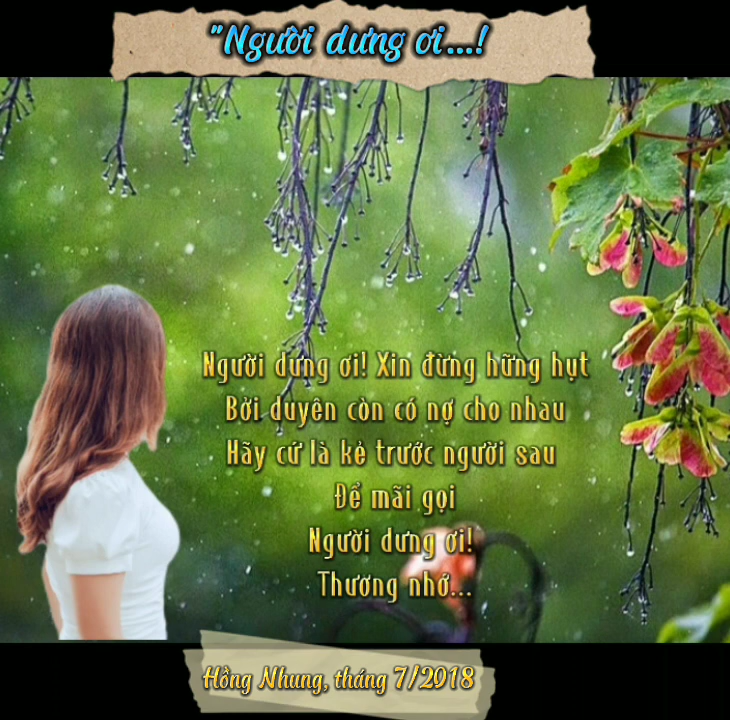 "Người dưng ơi...!
Người dưng ơi! Xin đừng hững hụt
Bởi duyên còn có nợ cho nhau
Hãy cứ là kẻ trước người sau
Để mãi gọi
Người dưng ơi!
Thương nhớ...
Hồng Nhung, tháng 7/2018